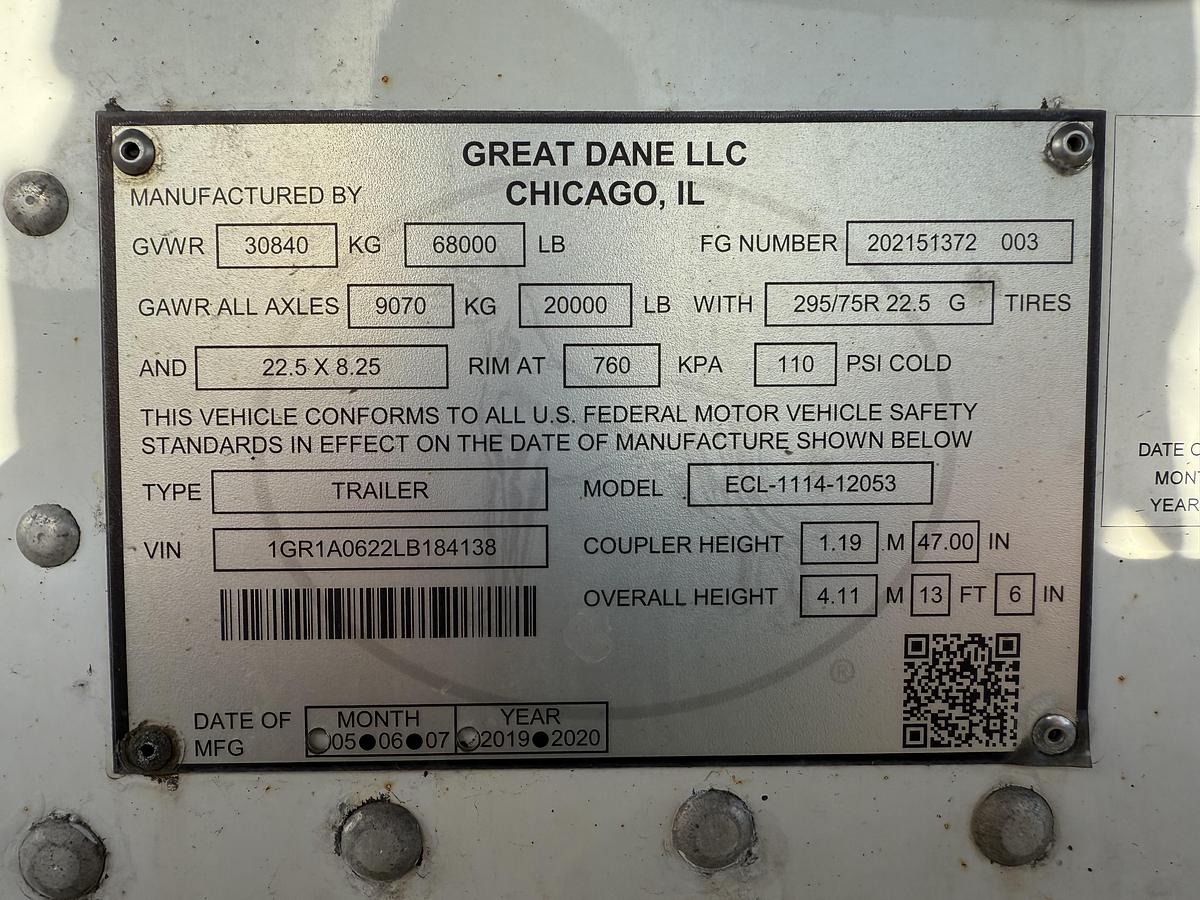 GREAT DANE LLC
MANUFACTURED BY CHICAGO, IL
GVWR 30840 KG 68000 LB FG NUMBER 202151372 003
GAWR ALL AXLES 9070 KG 20000 LB WITH 295/75R 22.5 G TIRES
AND 22.5 X 8.25 RIM AT 760 KPA 110 PSI COLD
THIS VEHICLE CONFORMS TO ALL U.S. FEDERAL MOTOR VEHICLE SAFETY
STANDARDS IN EFFECT ON THE DATE OF MANUFACTURE SHOWN BELOW
TYPE TRAILER MODEL ECL-1114-12053
VIN 1GR1A0622LB184138 COUPLER HEIGHT 1.19 M 47.00 IN
OVERALL HEIGHT 4.11 M 13 FT 6 IN
®
DATE OF MFG MONTH YEAR
05 06 07 2019 2020
DATE
YEAR